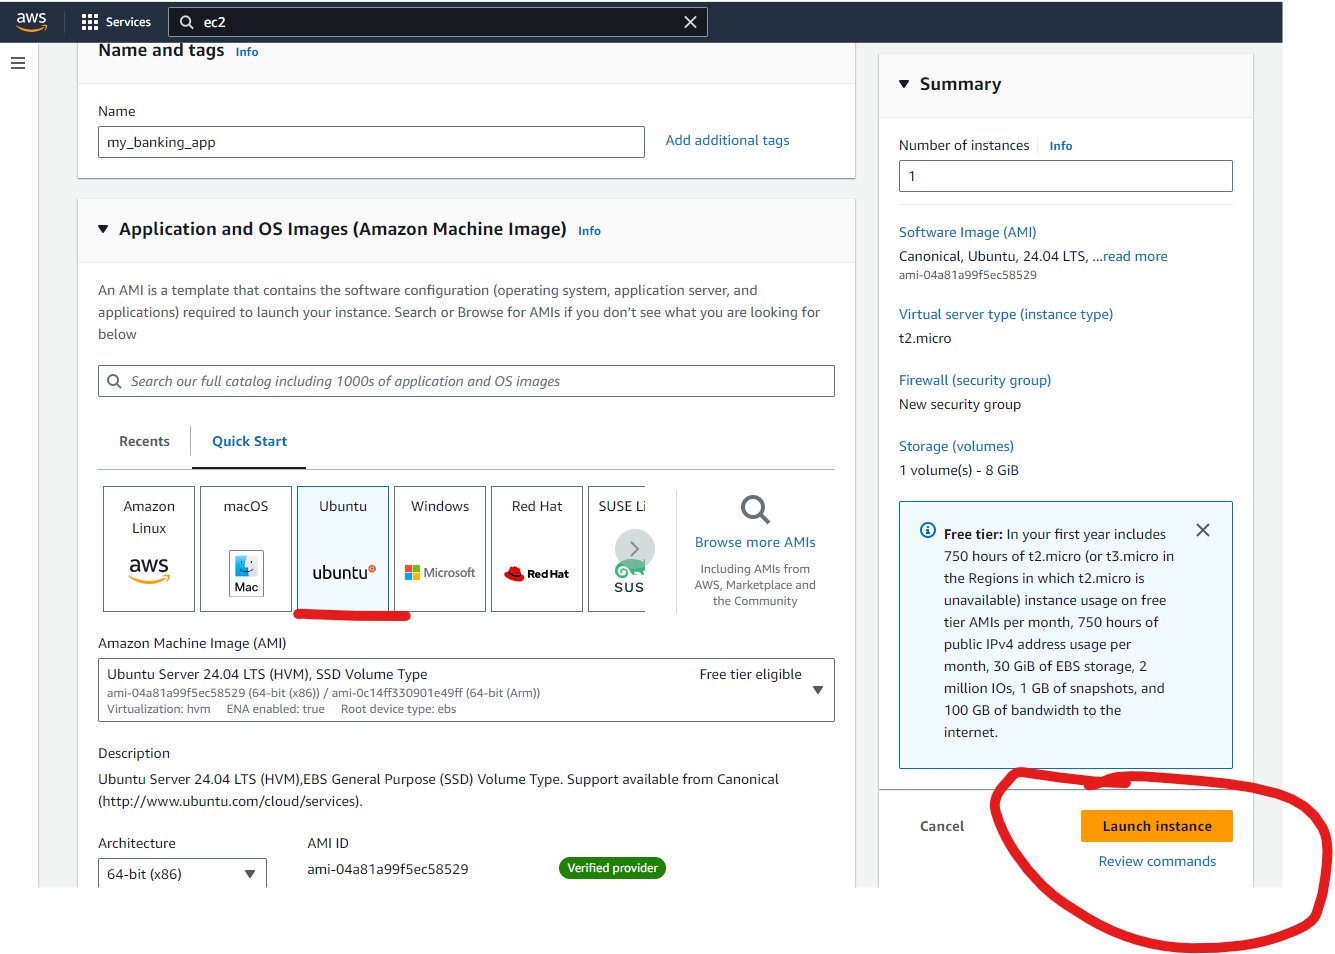 aws
Services
ec2
Name and tags Info
Name
my_banking_app
Add additional tags
Application and OS Images (Amazon Machine Image) Info
An AMI is a template that contains the software configuration (operating system, application server, and
applications) required to launch your instance. Search or Browse for AMIs if you don't see what you are looking for
below
Search our full catalog including 1000s of application and OS images
Recents
Quick Start
Amazon
Linux
aws
macOS
Mac
Ubuntu
ubuntu
Windows
Microsoft
Red Hat
Red Hat
SUSE Li
SUS
Browse more AMIs
Including AMIs from
AWS, Marketplace and
the Community
Amazon Machine Image (AMI)
Ubuntu Server 24.04 LTS (HVM), SSD Volume Type
Free tier eligible
ami-04a81a99f5ec58529 (64-bit (x86)) / ami-0c14ff330901e49ff (64-bit (Arm))
Virtualization: hvm ENA enabled: true Root device type: ebs
Description
Ubuntu Server 24.04 LTS (HVM),EBS General Purpose (SSD) Volume Type. Support available from Canonical
(http://www.ubuntu.com/cloud/services).
Architecture
64-bit (x86)
AMI ID
ami-04a81a99f5ec58529
Verified provider
Summary
Number of instances Info
1
Software Image (AMI)
Canonical, Ubuntu, 24.04 LTS, ...read more
ami-04a81a99f5ec58529
Virtual server type (instance type)
t2.micro
Firewall (security group)
New security group
Storage (volumes)
1 volume(s) - 8 GiB
Free tier: In your first year includes
750 hours of t2.micro (or t3.micro in
the Regions in which t2.micro is
unavailable) instance usage on free
tier AMIs per month, 750 hours of
public IPv4 address usage per
month, 30 GiB of EBS storage, 2
million IOs, 1 GB of snapshots, and
100 GB of bandwidth to the
internet.
Cancel
Launch instance
Review commands